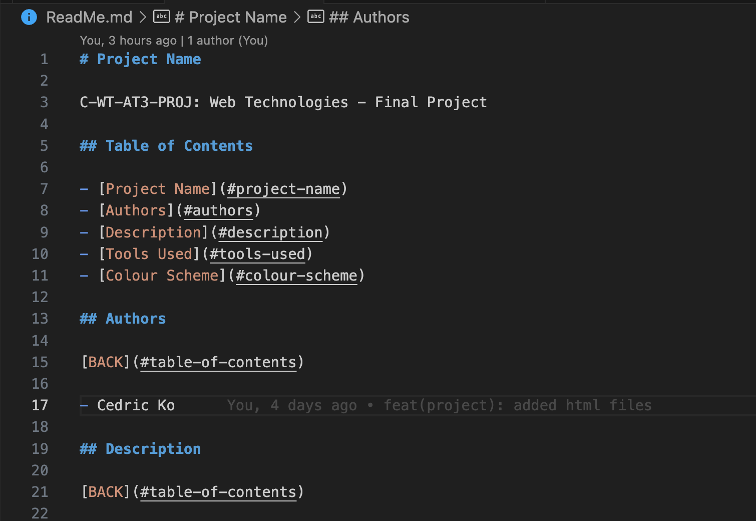 ReadMe.md > # Project Name > ## Authors
You, 3 hours ago | 1 author (You)
1 # Project Name
2
3 C-WT-AT3-PROJ: Web Technologies - Final Project
4
5 ## Table of Contents
6
7 - [Project Name](#project-name)
8 - [Authors](#authors)
9 - [Description](#description)
10 - [Tools Used](#tools-used)
11 - [Colour Scheme](#colour-scheme)
12
13 ## Authors
14
15 [BACK](#table-of-contents)
16
17 - Cedric Ko You, 4 days ago • feat(project): added html files
18
19 ## Description
20
21 [BACK](#table-of-contents)
22